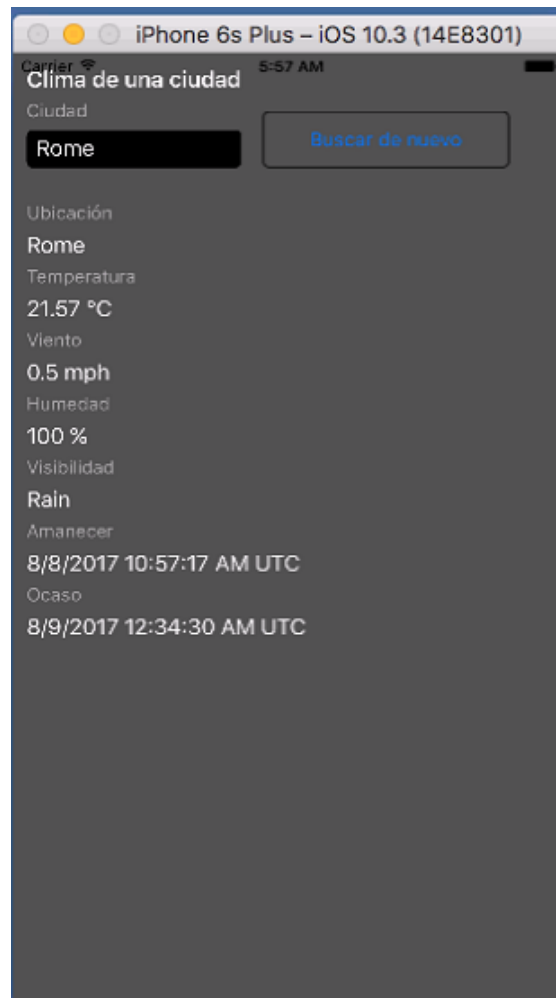 iPhone 6s Plus – iOS 10.3 (14E8301)
Carrier 5:57 AM
Clima de una ciudad
Ciudad
Rome
Buscar de nuevo
Ubicación
Rome
Temperatura
21.57 °C
Viento
0.5 mph
Humedad
100 %
Visibilidad
Rain
Amanecer
8/8/2017 10:57:17 AM UTC
Ocaso
8/9/2017 12:34:30 AM UTC